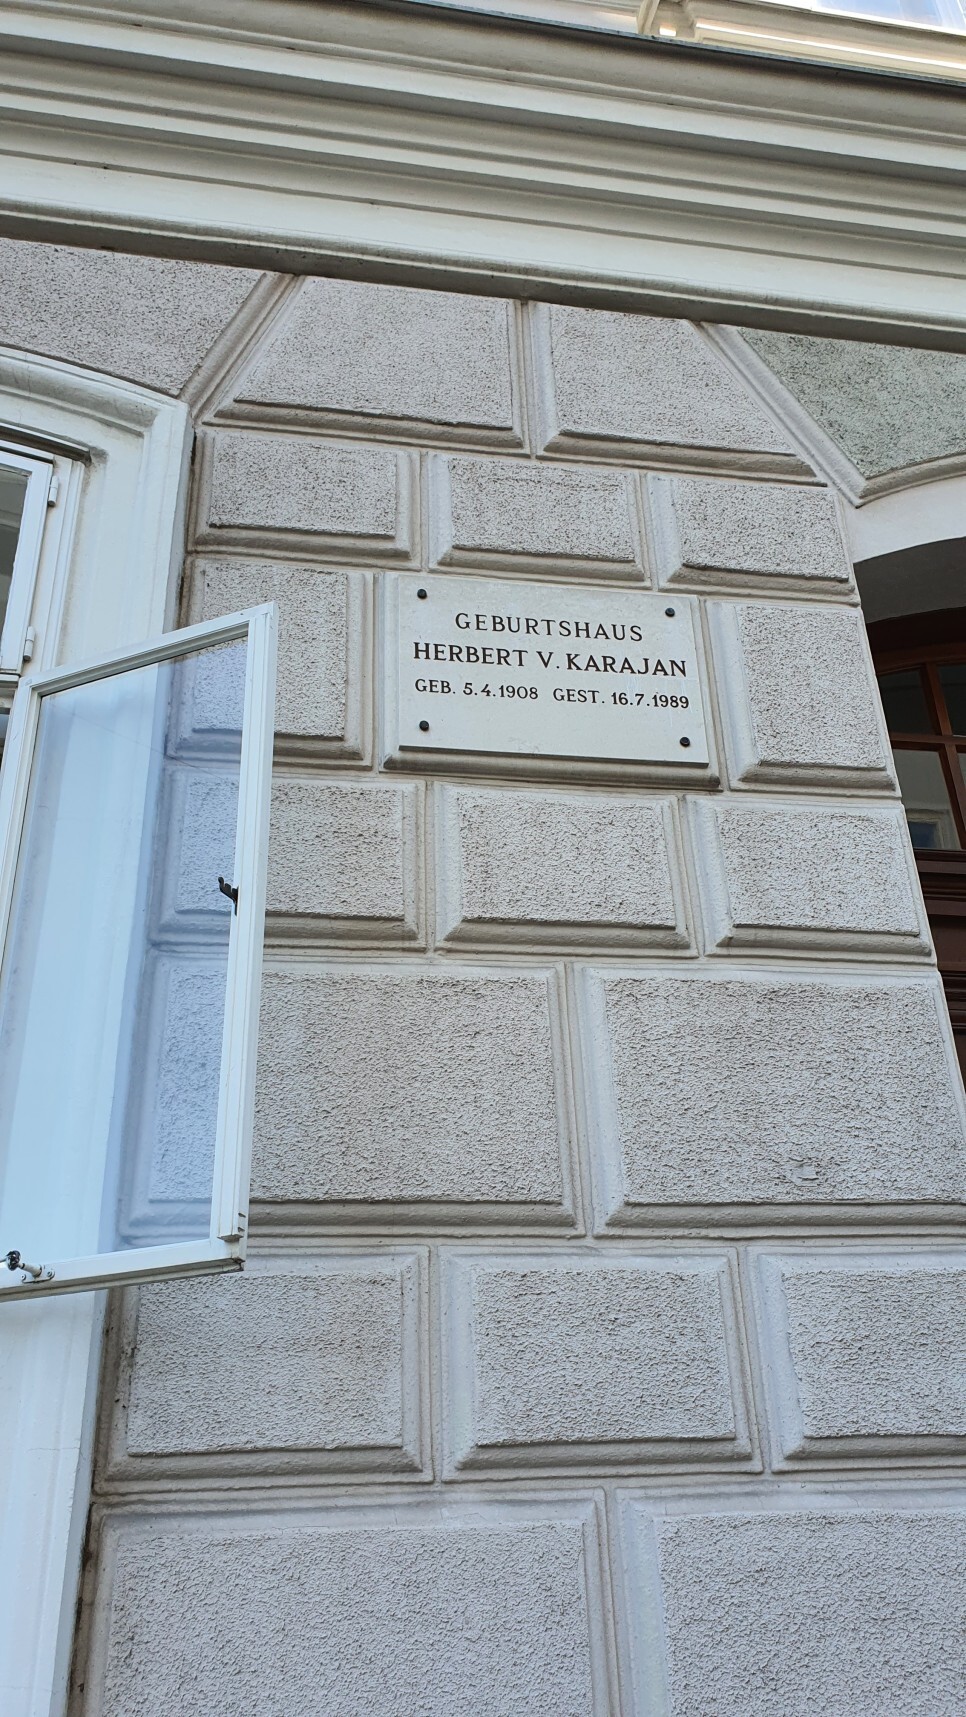 GEBURTSHAUS
HERBERT V. KARAJAN
GEB. 5.4.1908 GEST. 16.7.1989